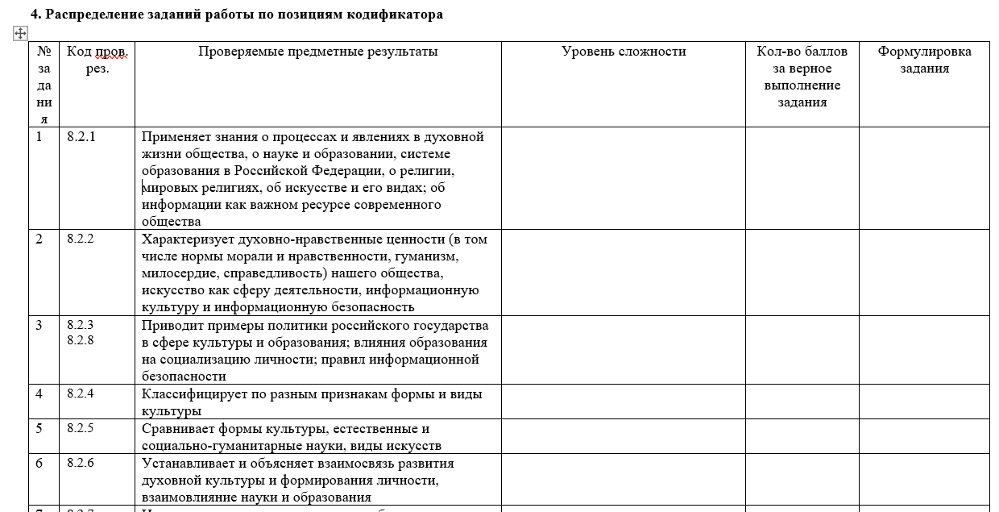 4. Распределение заданий работы по позициям кодификатора
№
за
да
ни
я
Код пров.
рез.
Проверяемые предметные результаты
Уровень сложности
Кол-во баллов
за верное
выполнение
задания
Формулировка
задания
1
8.2.1
Применяет знания о процессах и явлениях в духовной
жизни общества, о науке и образовании, системе
образования в Российской Федерации, о религии,
мировых религиях, об искусстве и его видах; об
информации как важном ресурсе современного
общества
2
8.2.2
Характеризует духовно-нравственные ценности (в том
числе нормы морали и нравственности, гуманизм,
милосердие, справедливость) нашего общества,
искусство как сферу деятельности, информационную
культуру и информационную безопасность
3
8.2.3
8.2.8
Приводит примеры политики российского государства
в сфере культуры и образования; влияния образования
на социализацию личности; правил информационной
безопасности
4
8.2.4
Классифицирует по разным признакам формы и виды
культуры
5
8.2.5
Сравнивает формы культуры, естественные и
социально-гуманитарные науки, виды искусств
6
8.2.6
Устанавливает и объясняет взаимосвязь развития
духовной культуры и формирования личности,
взаимовлияние науки и образования